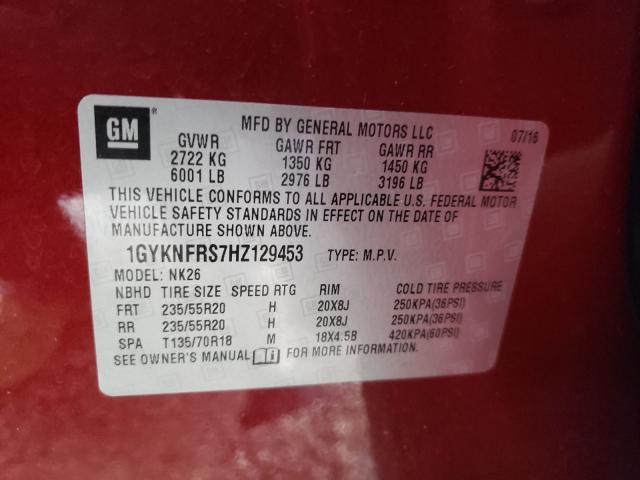 GM
MFD BY GENERAL MOTORS LLC 07/16
GVWR GAWR FRT GAWR RR
2722 KG 1350 KG 1450 KG
6001 LB 2976 LB 3196 LB
THIS VEHICLE CONFORMS TO ALL APPLICABLE U.S. FEDERAL MOTOR
VEHICLE SAFETY STANDARDS IN EFFECT ON THE DATE OF
MANUFACTURE SHOWN ABOVE.
1GYKNFRS7HZ129453 TYPE: M.P.V.
MODEL: NK26
NBHD TIRE SIZE SPEED RTG RIM COLD TIRE PRESSURE
FRT 235/55R20 H 20X8J 250KPA(36PSI)
RR 235/55R20 H 20X8J 250KPA(36PSI)
SPA T135/70R18 M 18X4.5B 420KPA(60PSI)
SEE OWNER'S MANUAL FOR MORE INFORMATION.